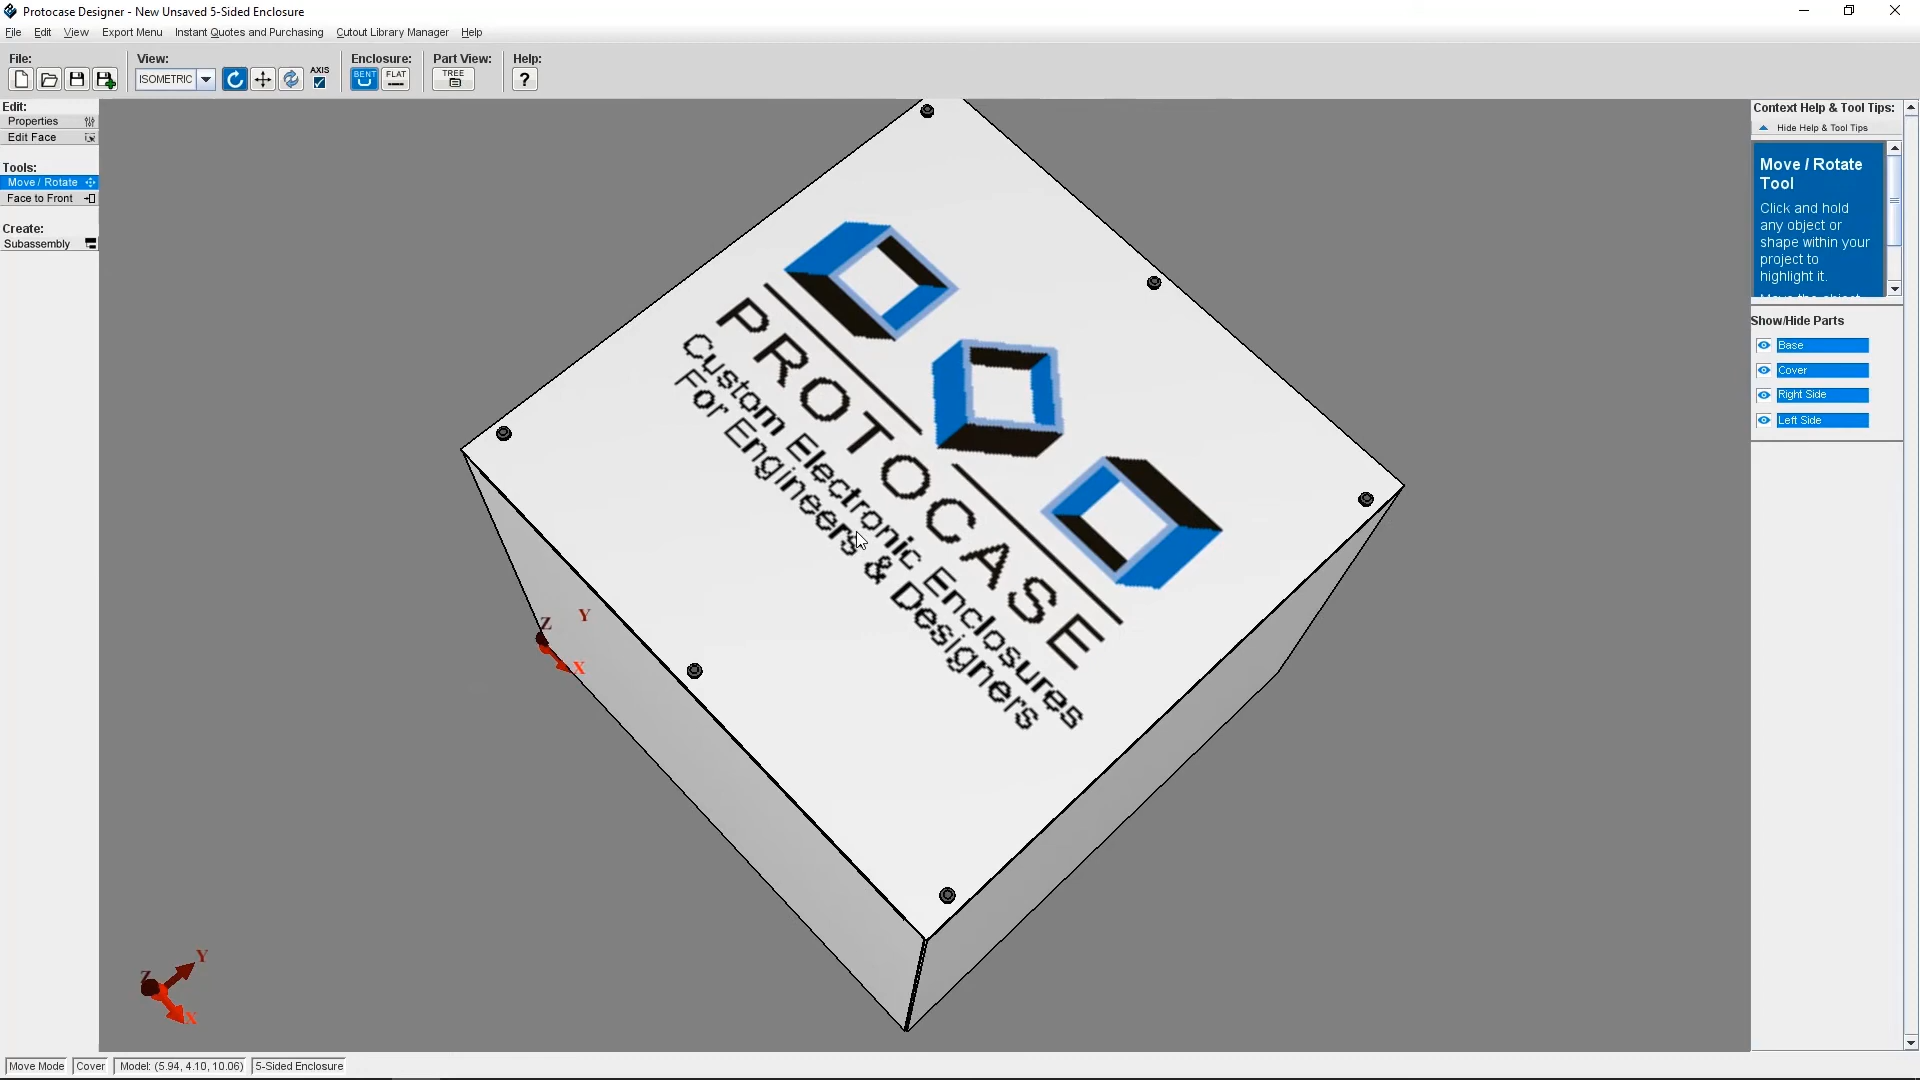 Protocase Designer - New Unsaved 5-Sided Enclosure
File Edit View Export Menu Instant Quotes and Purchasing Cutout Library Manager Help
File: View: Enclosure: Part View: Help:
ISOMETRIC AXIS BENT FLAT TREE ?
Edit:
Properties
Edit Face
Tools:
Move / Rotate
Face to Front
Create:
Subassembly
PROTOCASE
Custom Electronic Enclosures
For Engineers & Designers
Z Y
X
Y
Z
X
Context Help & Tool Tips:
Hide Help & Tool Tips
Move / Rotate
Tool
Click and hold
any object or
shape within your
project to
highlight it.
Move the object
Show/Hide Parts
Base
Cover
Right Side
Left Side
Move Mode Cover Model: (5.94, 4.10, 10.06) 5-Sided Enclosure